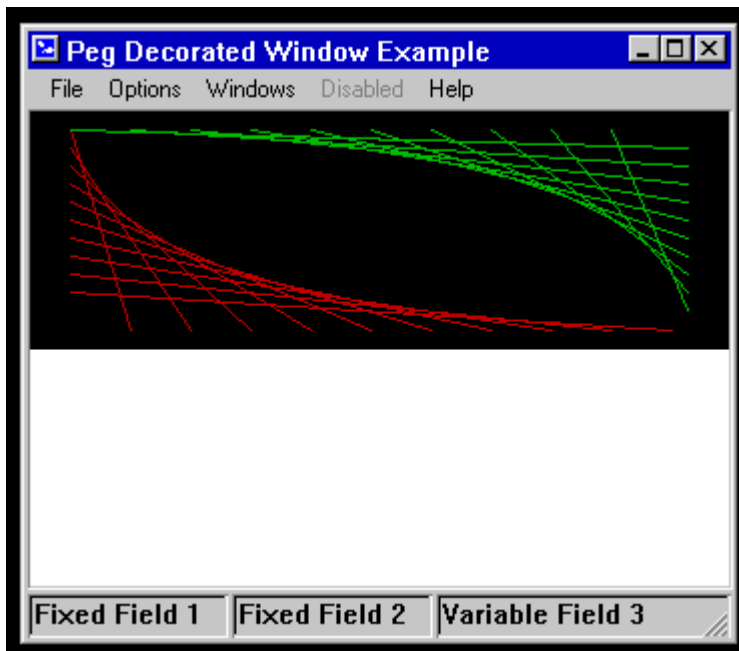 Peg Decorated Window Example
File Options Windows Disabled Help
Fixed Field 1 Fixed Field 2 Variable Field 3